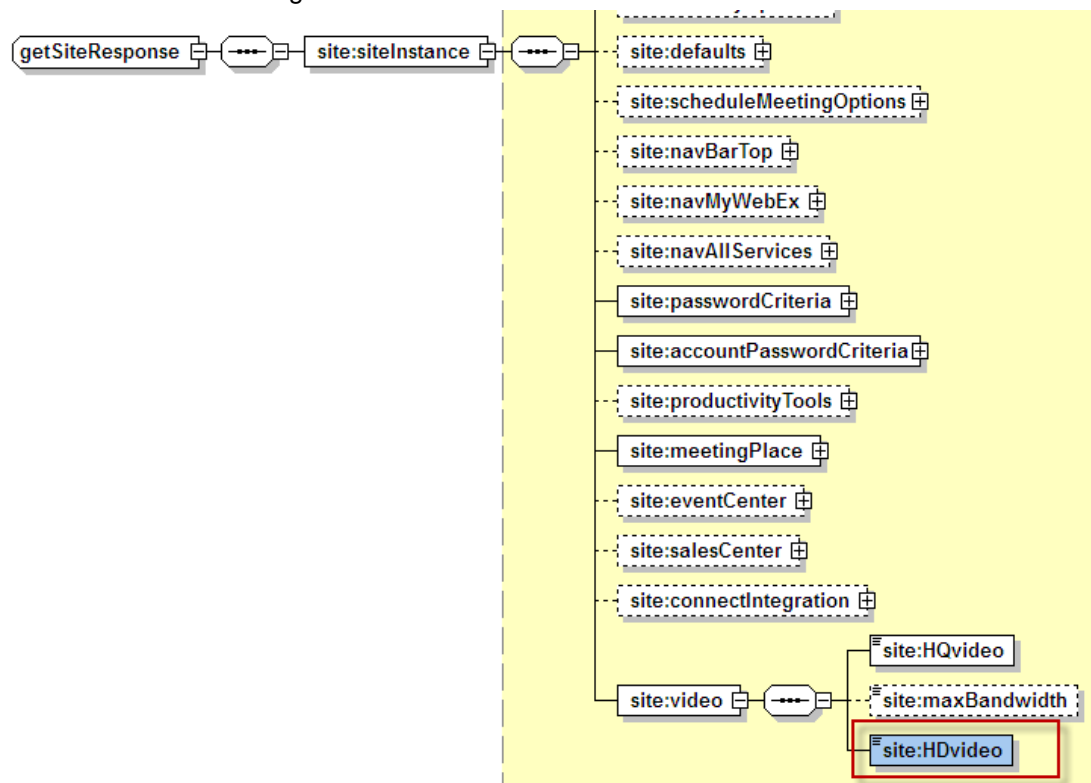 getSiteResponse
site:siteInstance
site:defaults
site:scheduleMeetingOptions
site:navBarTop
site:navMyWebEx
site:navAllServices
site:passwordCriteria
site:accountPasswordCriteria
site:productivityTools
site:meetingPlace
site:eventCenter
site:salesCenter
site:connectIntegration
site:video
site:HQvideo
site:maxBandwidth
site:HDvideo